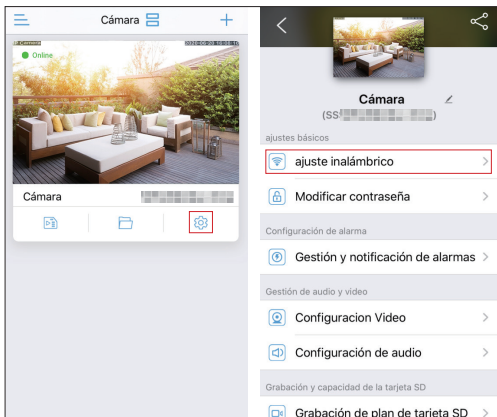 Cámara
Online
Cámara
Cámara
(SS
ajustes básicos
ajuste inalámbrico
Modificar contraseña
Configuración de alarma
Gestión y notificación de alarmas
Gestión de audio y video
Configuracion Video
Configuración de audio
Grabación y capacidad de la tarjeta SD
Grabación de plan de tarjeta SD